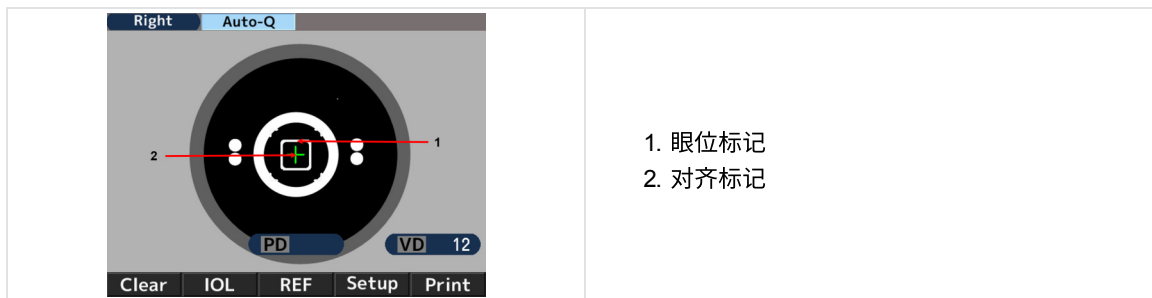 Right Auto-Q
1
2
PD
VD 12
Clear IOL REF Setup Print
1. 眼位标记
2. 对齐标记